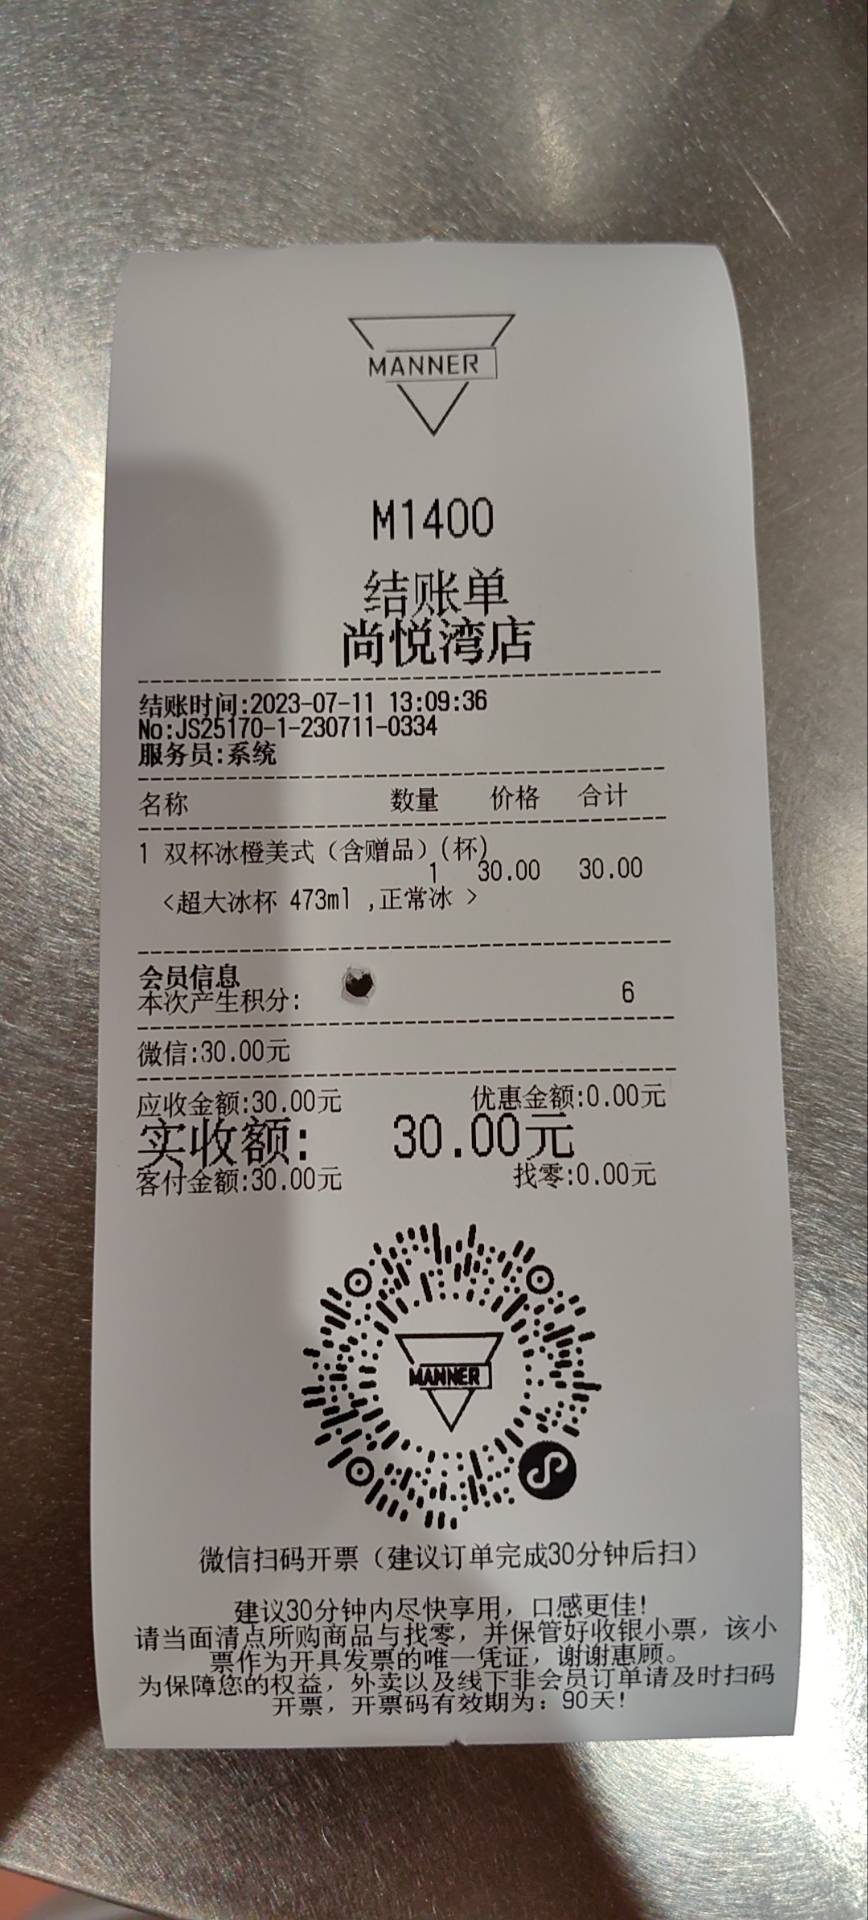 MANNER
M1400
结账单
尚悦湾店
结账时间:2023-07-11 13:09:36
No:JS25170-1-230711-0334
服务员:系统
名称 数量 价格 合计
1 双杯冰橙美式（含赠品）(杯)
1 30.00 30.00
<超大冰杯 473ml ,正常冰 >
会员信息
本次产生积分: 6
微信:30.00元
应收金额:30.00元 优惠金额:0.00元
实收额: 30.00元
客付金额:30.00元 找零:0.00元
MANNER
微信扫码开票（建议订单完成30分钟后扫）
建议30分钟内尽快享用，口感更佳!
请当面清点所购商品与找零，并保管好收银小票，该小
票作为开具发票的唯一凭证，谢谢惠顾。
为保障您的权益，外卖以及线下非会员订单请及时扫码
开票，开票码有效期为：90天!